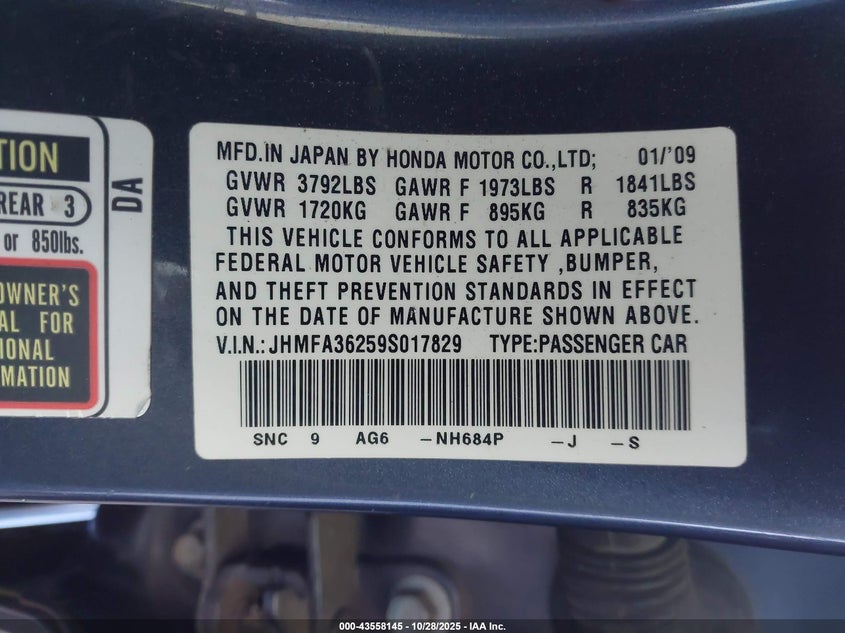 TION
REAR 3
or 850lbs.
OWNER'S
AL FOR
IONAL
MATION
DA
MFD.IN JAPAN BY HONDA MOTOR CO.,LTD; 01/'09
GVWR 3792LBS GAWR F 1973LBS R 1841LBS
GVWR 1720KG GAWR F 895KG R 835KG
THIS VEHICLE CONFORMS TO ALL APPLICABLE
FEDERAL MOTOR VEHICLE SAFETY ,BUMPER,
AND THEFT PREVENTION STANDARDS IN EFFECT
ON THE DATE OF MANUFACTURE SHOWN ABOVE.
V.I.N.: JHMFA36259S017829 TYPE:PASSENGER CAR
SNC 9 AG6 -NH684P -J -S
000-43558145 - 10/28/2025 - IAA Inc.